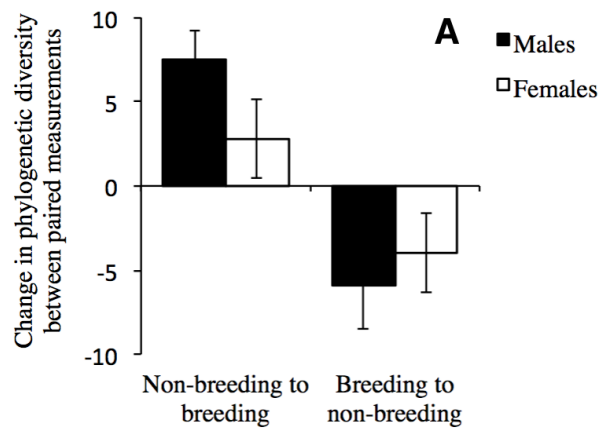 A
Males
Females
Change in phylogenetic diversity
between paired measurements
10
5
0
-5
-10
Non-breeding to
breeding
Breeding to
non-breeding